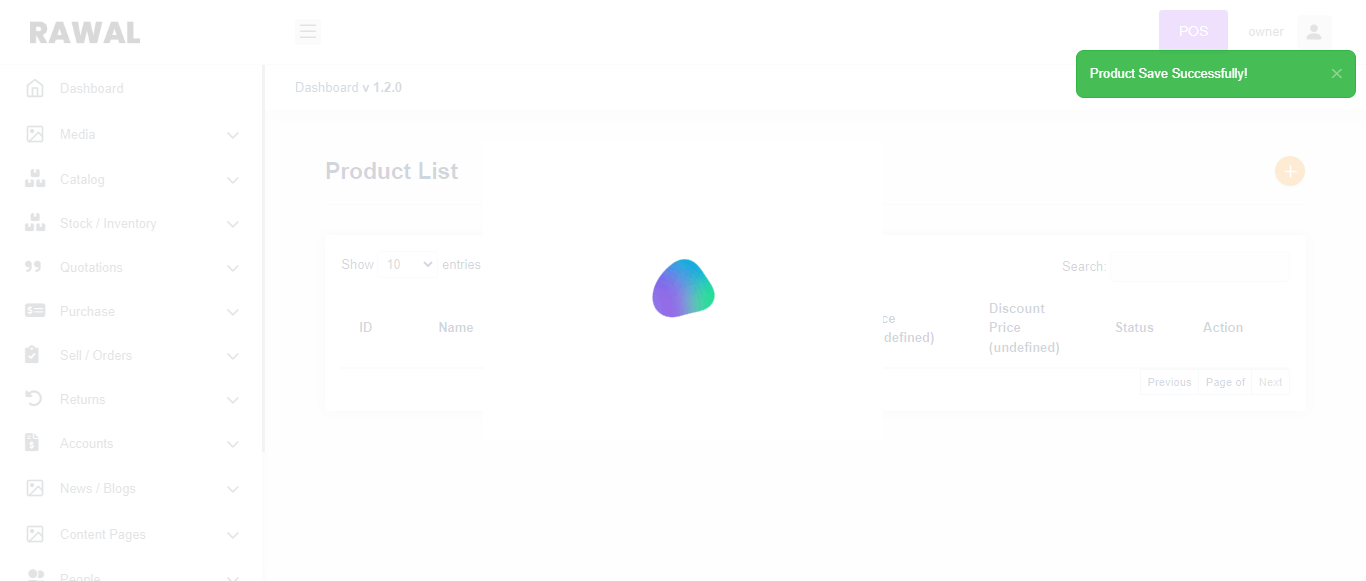 RAWAL
POS
owner
Product Save Successfully!
Dashboard v 1.2.0
Dashboard
Media
Catalog
Stock / Inventory
Quotations
Purchase
Sell / Orders
Returns
Accounts
News / Blogs
Content Pages
People
Product List
Show 10 entries
Search:
ID
Name
ce
defined)
Discount
Price
(undefined)
Status
Action
Previous
Page of
Next